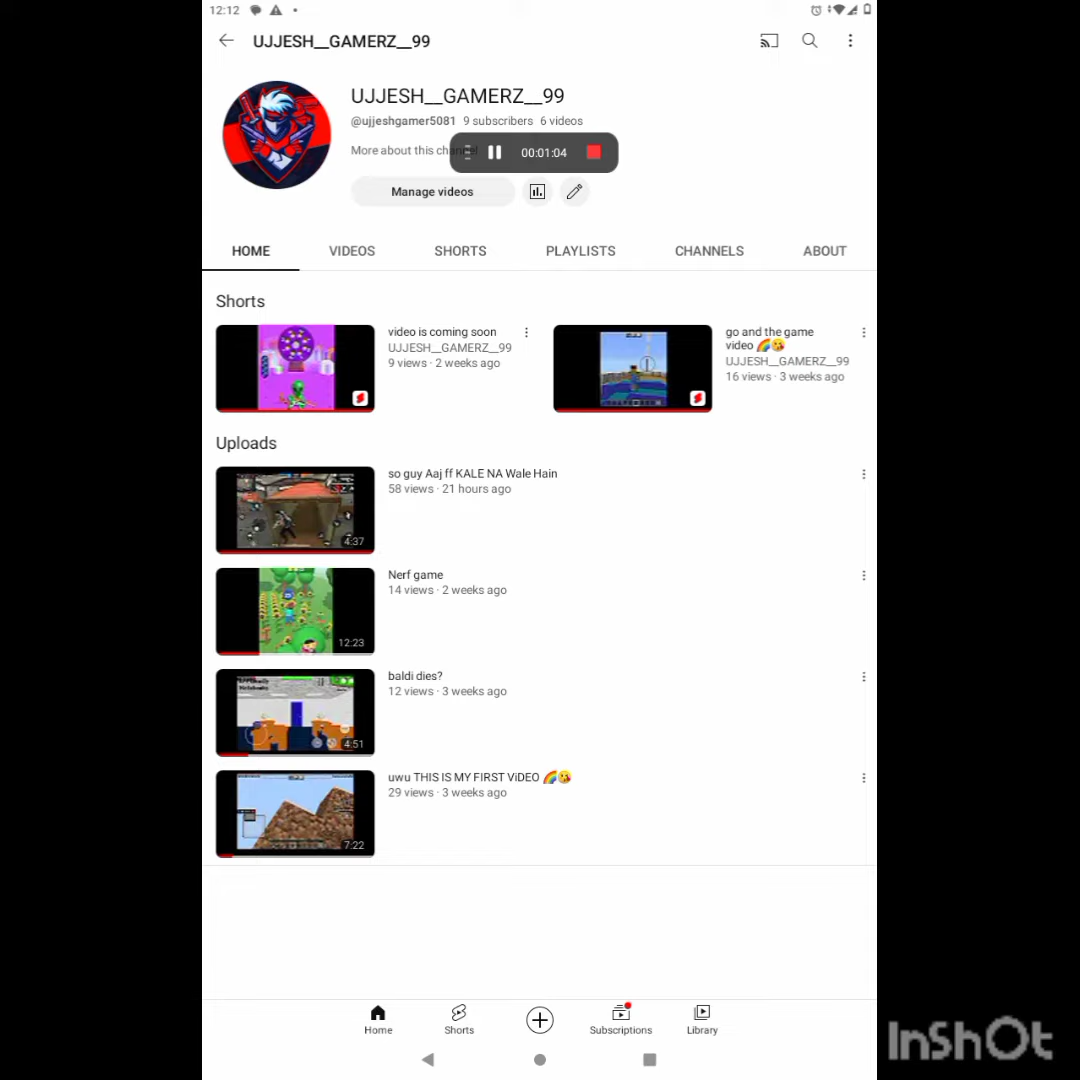 12:12
UJJESH__GAMERZ__99
UJJESH__GAMERZ__99
@ujjeshgamer5081 9 subscribers 6 videos
More about this chan
00:01:04
Manage videos
HOME VIDEOS SHORTS PLAYLISTS CHANNELS ABOUT
Shorts
video is coming soon
UJJESH__GAMERZ__99
9 views · 2 weeks ago
go and the game
video 🌈😘
UJJESH__GAMERZ__99
16 views · 3 weeks ago
Uploads
so guy Aaj ff KALE NA Wale Hain
58 views · 21 hours ago
4:37
Nerf game
14 views · 2 weeks ago
12:23
baldi dies?
12 views · 3 weeks ago
4:51
uwu THIS IS MY FIRST ViDEO 🌈😘
29 views · 3 weeks ago
7:22
Home Shorts Subscriptions Library
InShOt